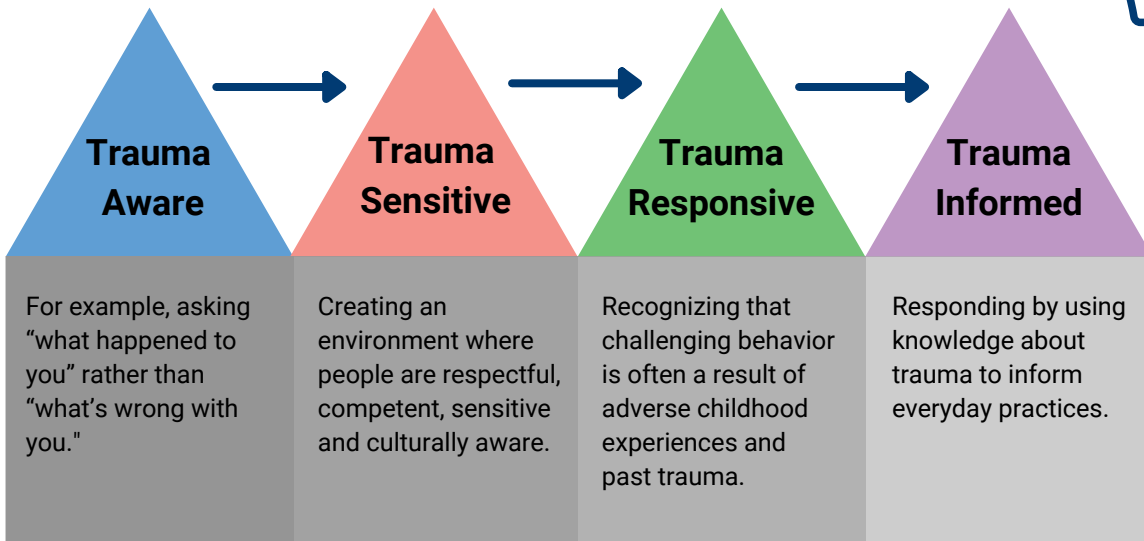 Trauma
Aware
Trauma
Sensitive
Trauma
Responsive
Trauma
Informed
For example, asking
“what happened to
you” rather than
“what’s wrong with
you."
Creating an
environment where
people are respectful,
competent, sensitive
and culturally aware.
Recognizing that
challenging behavior
is often a result of
adverse childhood
experiences and
past trauma.
Responding by using
knowledge about
trauma to inform
everyday practices.